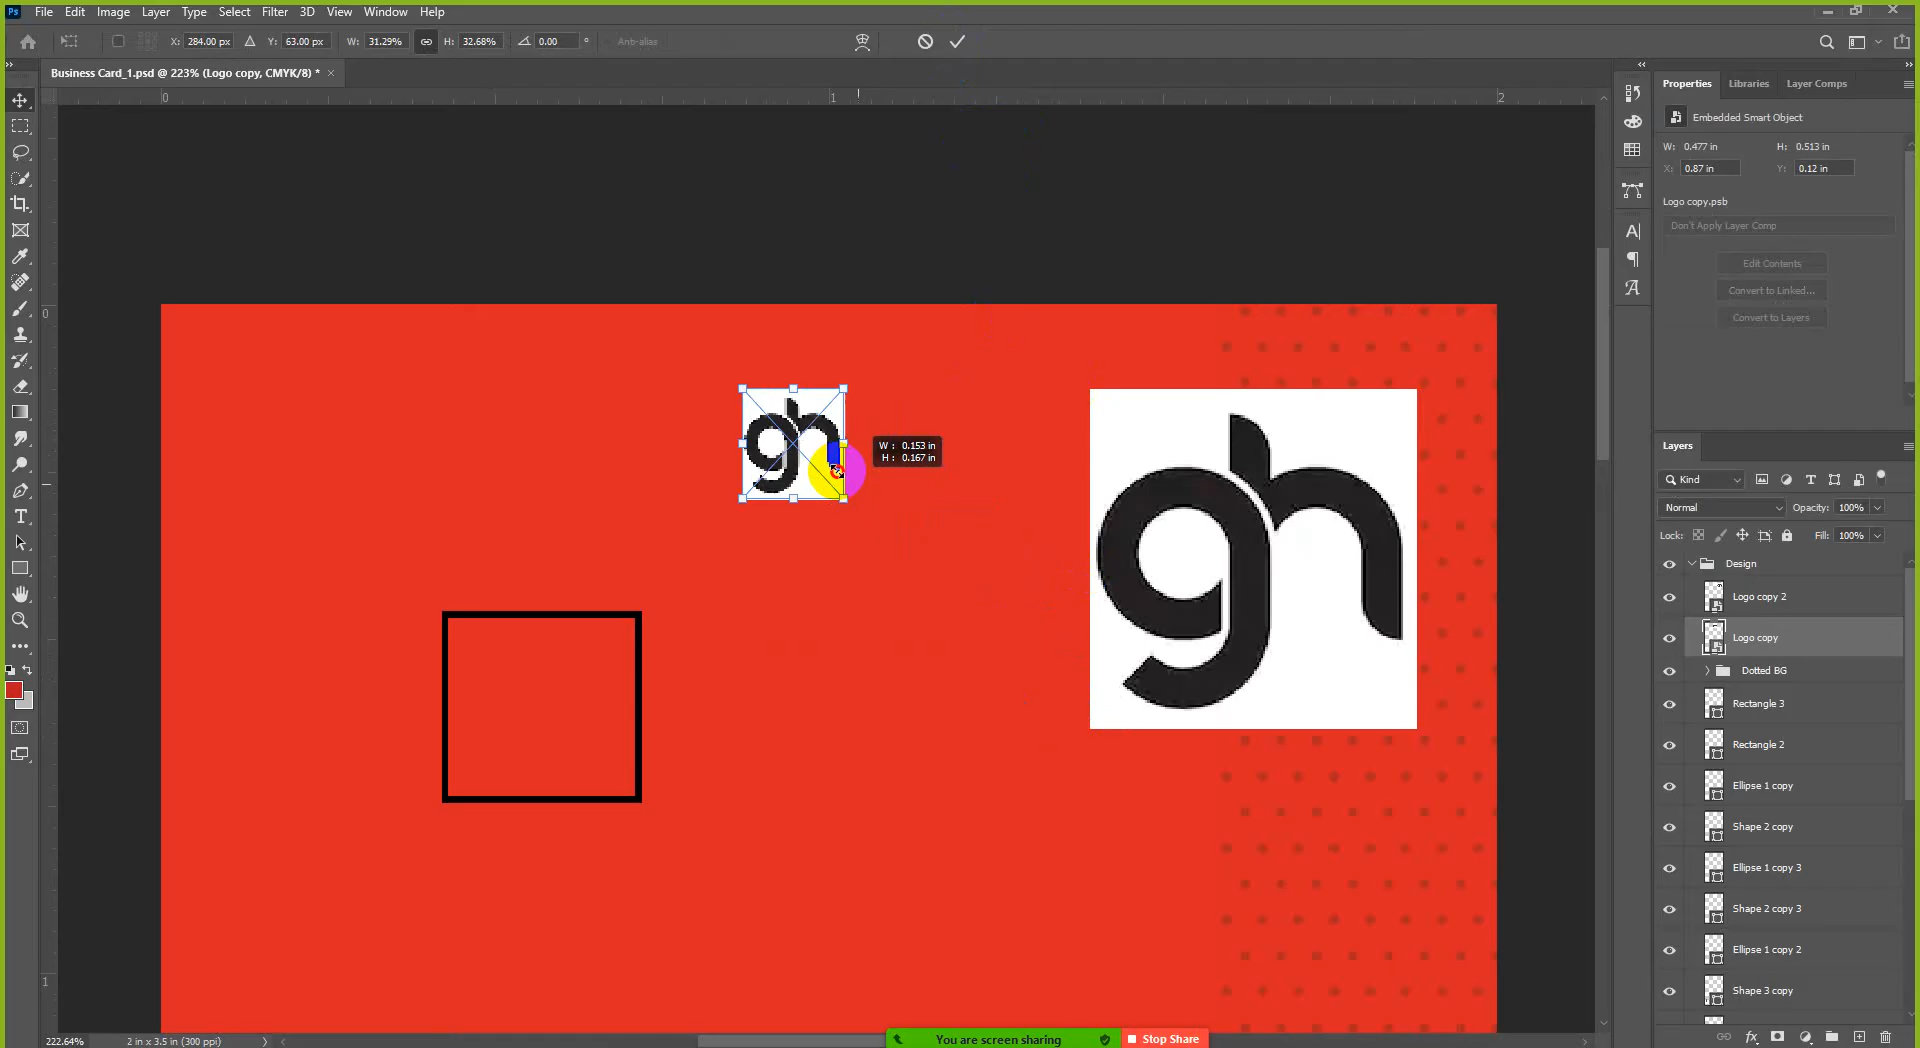 Ps File Edit Image Layer Type Select Filter 3D View Window Help
X: 284.00 px Y: 63.00 px W: 31.29% H: 32.68% 0.00 ° Anti-alias
Business Card_1.psd @ 223% (Logo copy, CMYK/8) * ×
0 1 2
0
1
gh
W : 0.153 in
H : 0.167 in
gh
Properties Libraries Layer Comps
Embedded Smart Object
W: 0.477 in H: 0.513 in
X: 0.87 in Y: 0.12 in
Logo copy.psb
Don't Apply Layer Comp
Edit Contents
Convert to Linked...
Convert to Layers
Layers
Kind
Normal Opacity: 100%
Lock: Fill: 100%
Design
Logo copy 2
Logo copy
Dotted BG
Rectangle 3
Rectangle 2
Ellipse 1 copy
Shape 2 copy
Ellipse 1 copy 3
Shape 2 copy 3
Ellipse 1 copy 2
Shape 3 copy
222.64% 2 in x 3.5 in (300 ppi)
You are screen sharing Stop Share